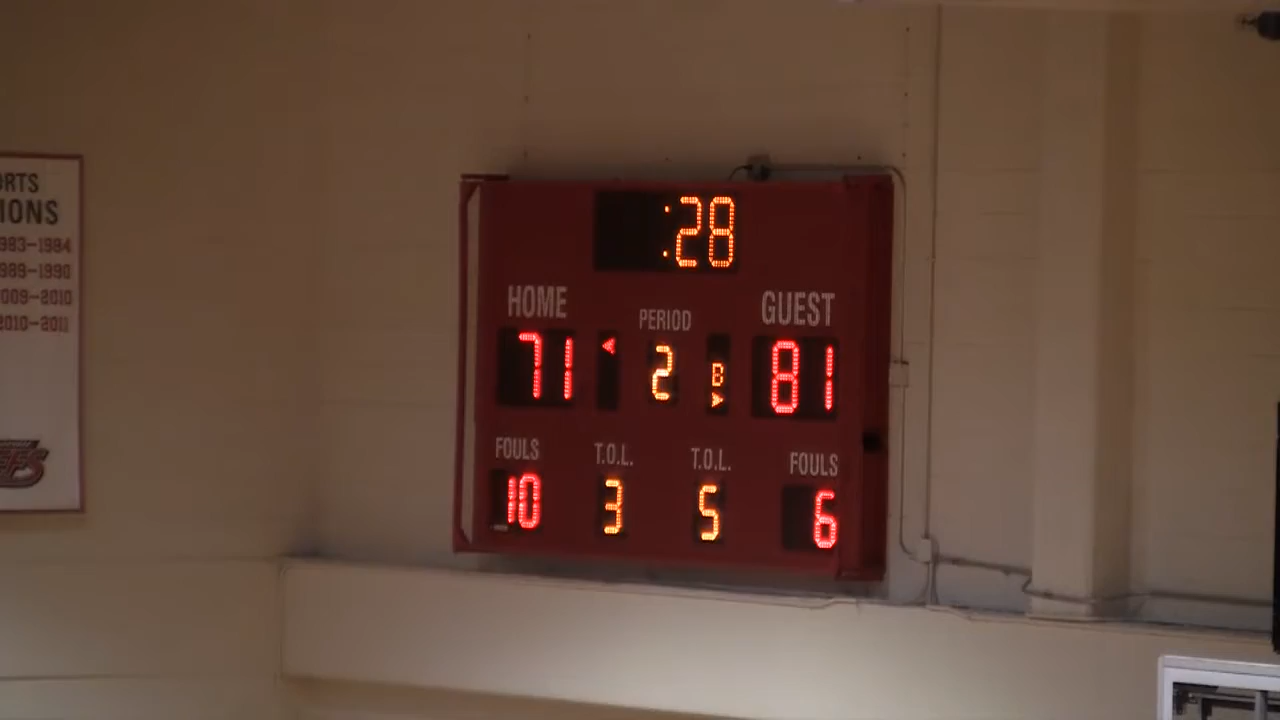 ORTS
IONS
983-1984
989-1990
009-2010
2010-2011
:28
HOME
PERIOD
GUEST
71
2
B
81
FOULS
T.O.L.
T.O.L.
FOULS
10
3
5
6